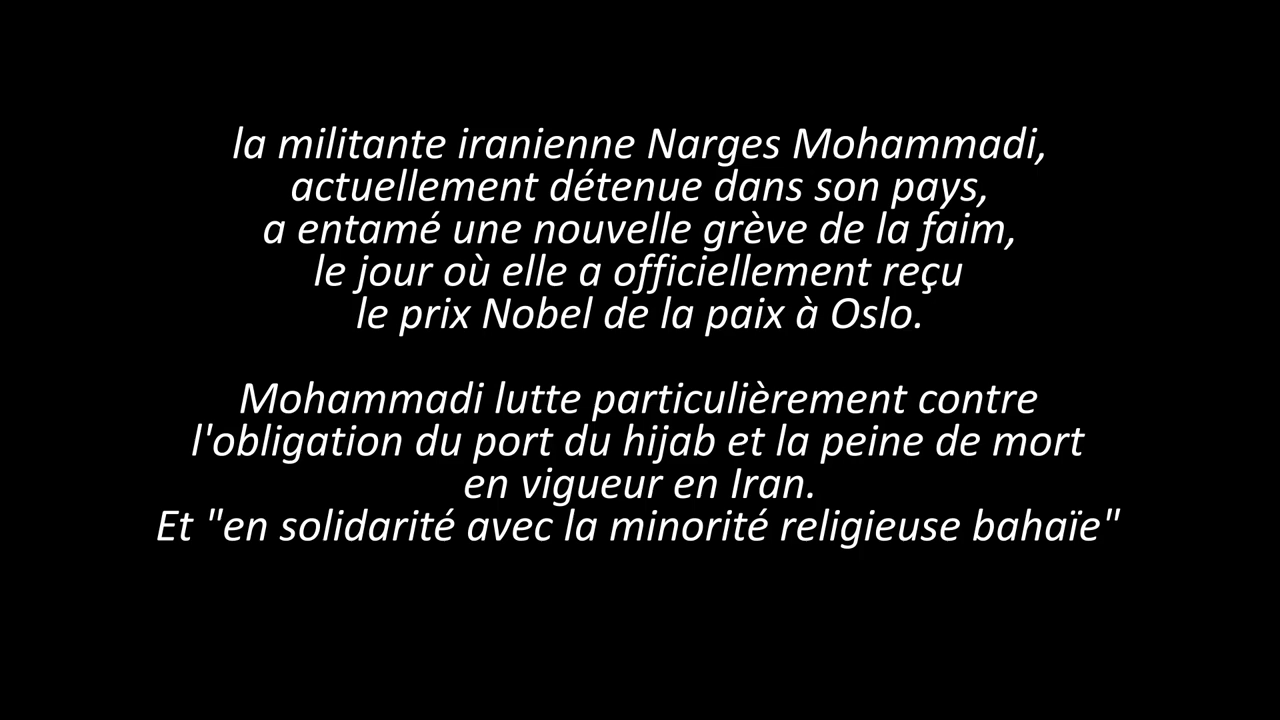 la militante iranienne Narges Mohammadi,
actuellement détenue dans son pays,
a entamé une nouvelle grève de la faim,
le jour où elle a officiellement reçu
le prix Nobel de la paix à Oslo.
Mohammadi lutte particulièrement contre
l'obligation du port du hijab et la peine de mort
en vigueur en Iran.
Et "en solidarité avec la minorité religieuse bahaïe"